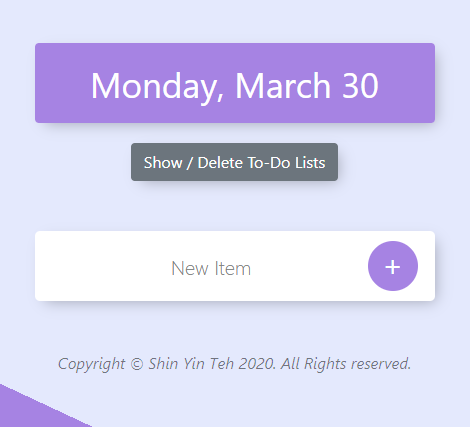 Monday, March 30
Show / Delete To-Do Lists
New Item
+
Copyright © Shin Yin Teh 2020. All Rights reserved.